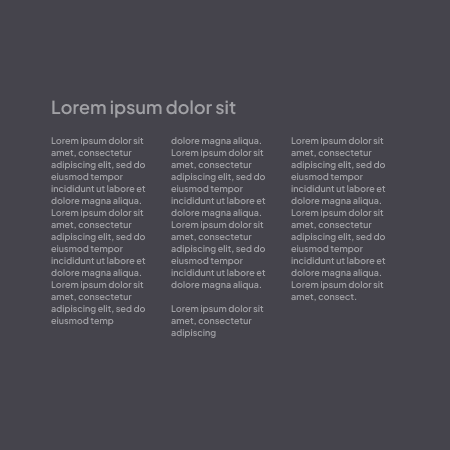 Lorem ipsum dolor sit
Lorem ipsum dolor sit
amet, consectetur
adipiscing elit, sed do
eiusmod tempor
incididunt ut labore et
dolore magna aliqua.
Lorem ipsum dolor sit
amet, consectetur
adipiscing elit, sed do
eiusmod tempor
incididunt ut labore et
dolore magna aliqua.
Lorem ipsum dolor sit
amet, consectetur
adipiscing elit, sed do
eiusmod temp
dolore magna aliqua.
Lorem ipsum dolor sit
amet, consectetur
adipiscing elit, sed do
eiusmod tempor
incididunt ut labore et
dolore magna aliqua.
Lorem ipsum dolor sit
amet, consectetur
adipiscing elit, sed do
eiusmod tempor
incididunt ut labore et
dolore magna aliqua.
Lorem ipsum dolor sit
amet, consectetur
adipiscing
Lorem ipsum dolor sit
amet, consectetur
adipiscing elit, sed do
eiusmod tempor
incididunt ut labore et
dolore magna aliqua.
Lorem ipsum dolor sit
amet, consectetur
adipiscing elit, sed do
eiusmod tempor
incididunt ut labore et
dolore magna aliqua.
Lorem ipsum dolor sit
amet, consect.